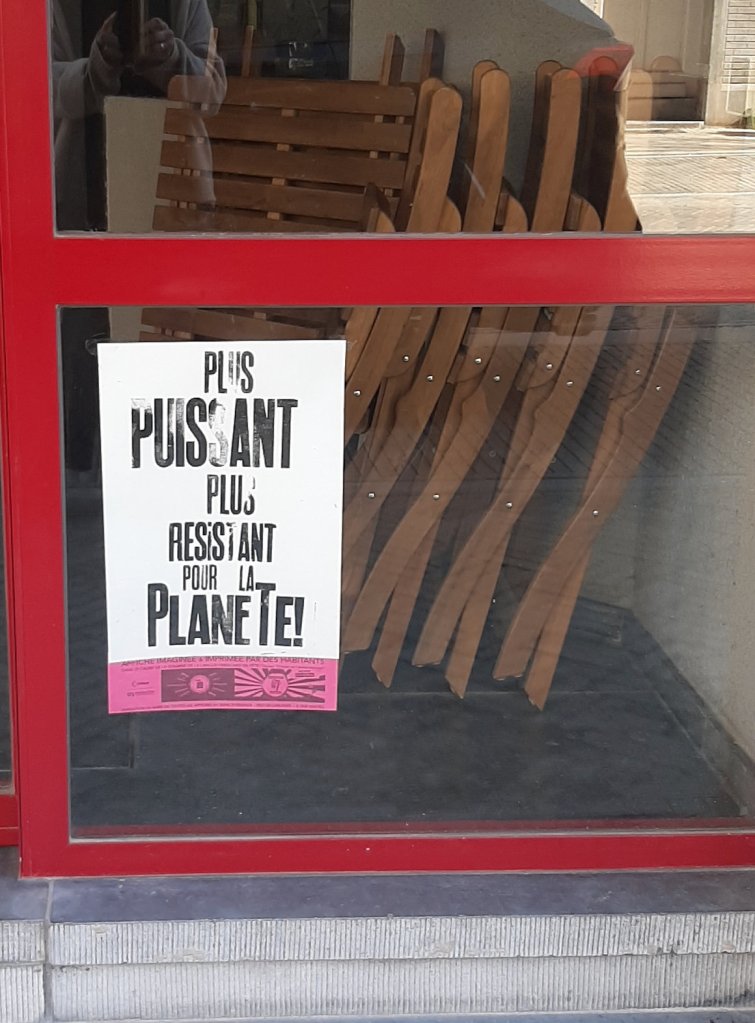 PLUS
PUISSANT
PLUS
RESiSTANT
POUR LA
PLANETE!
AFFICHE IMAGINÉE & IMPRIMÉE PAR DES HABITANTS